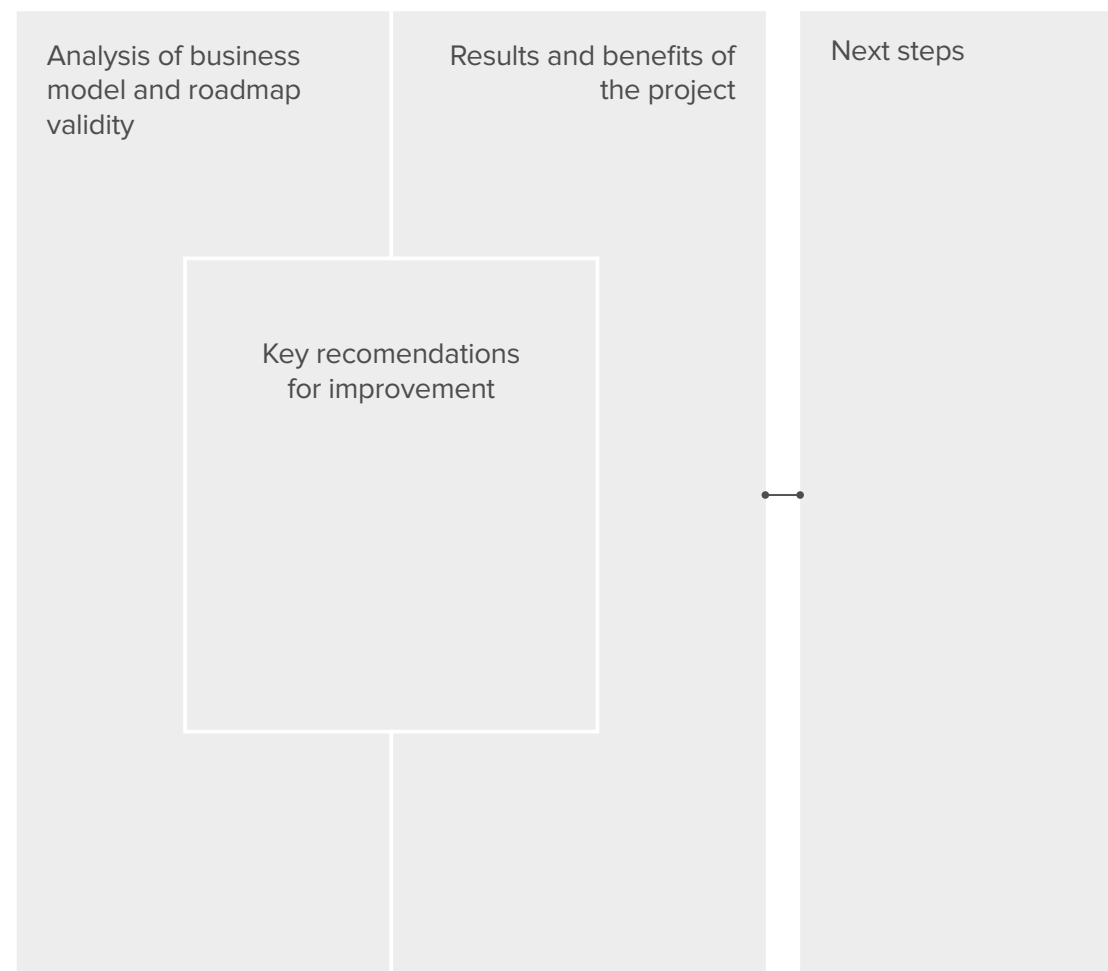 Analysis of business
model and roadmap
validity
Results and benefits of
the project
Next steps
Key recomendations
for improvement